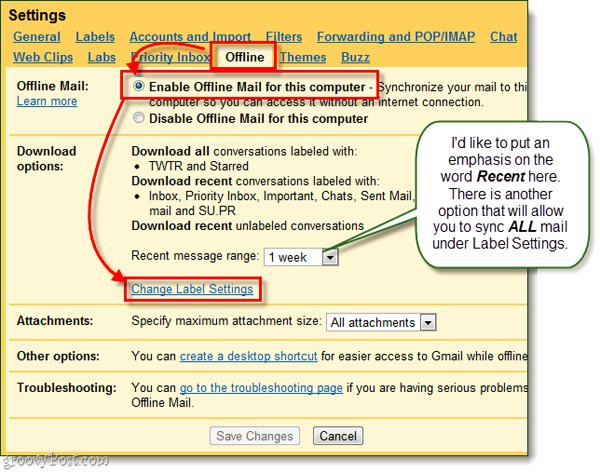 Settings
General Labels Accounts and Import Filters Forwarding and POP/IMAP Chat
Web Clips Labs Priority Inbox Offline Themes Buzz
Offline Mail:
Learn more
Enable Offline Mail for this computer - Synchronize your mail to thi
computer so you can access it without an internet connection.
Disable Offline Mail for this computer
Download
options:
Download all conversations labeled with:
• TWTR and Starred
Download recent conversations labeled with:
• Inbox, Priority Inbox, Important, Chats, Sent Mail,
mail and SU.PR
Download recent unlabeled conversations
Recent message range: 1 week
Change Label Settings
I'd like to put an
emphasis on the
word Recent here.
There is another
option that will allow
you to sync ALL mail
under Label Settings.
Attachments: Specify maximum attachment size: All attachments
Other options: You can create a desktop shortcut for easier access to Gmail while offline
Troubleshooting: You can go to the troubleshooting page if you are having serious problems
Offline Mail.
Save Changes Cancel
groovyPost.com